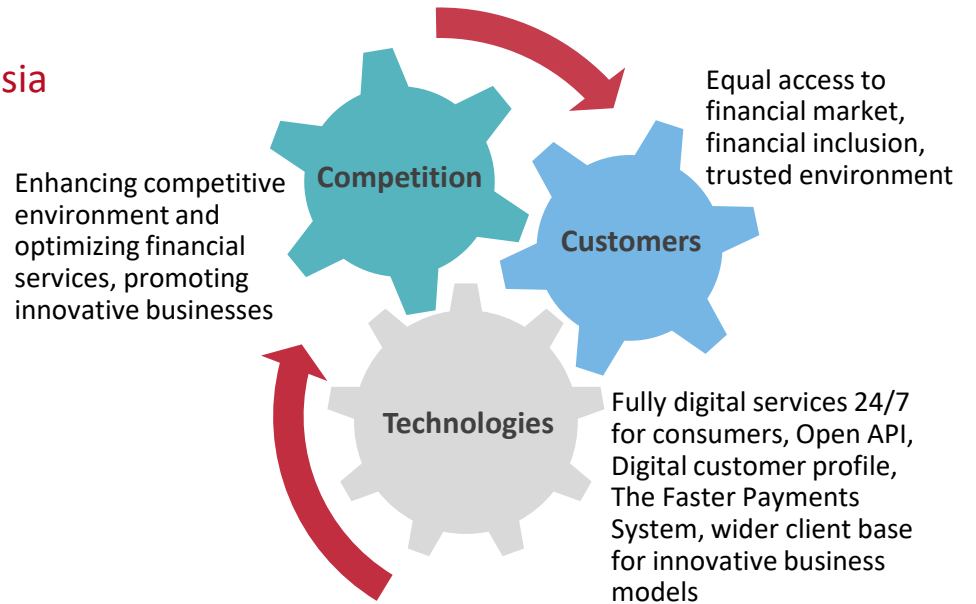 sia
Enhancing competitive
environment and
optimizing financial
services, promoting
innovative businesses
Competition
Equal access to
financial market,
financial inclusion,
trusted environment
Customers
Technologies
Fully digital services 24/7
for consumers, Open API,
Digital customer profile,
The Faster Payments
System, wider client base
for innovative business
models